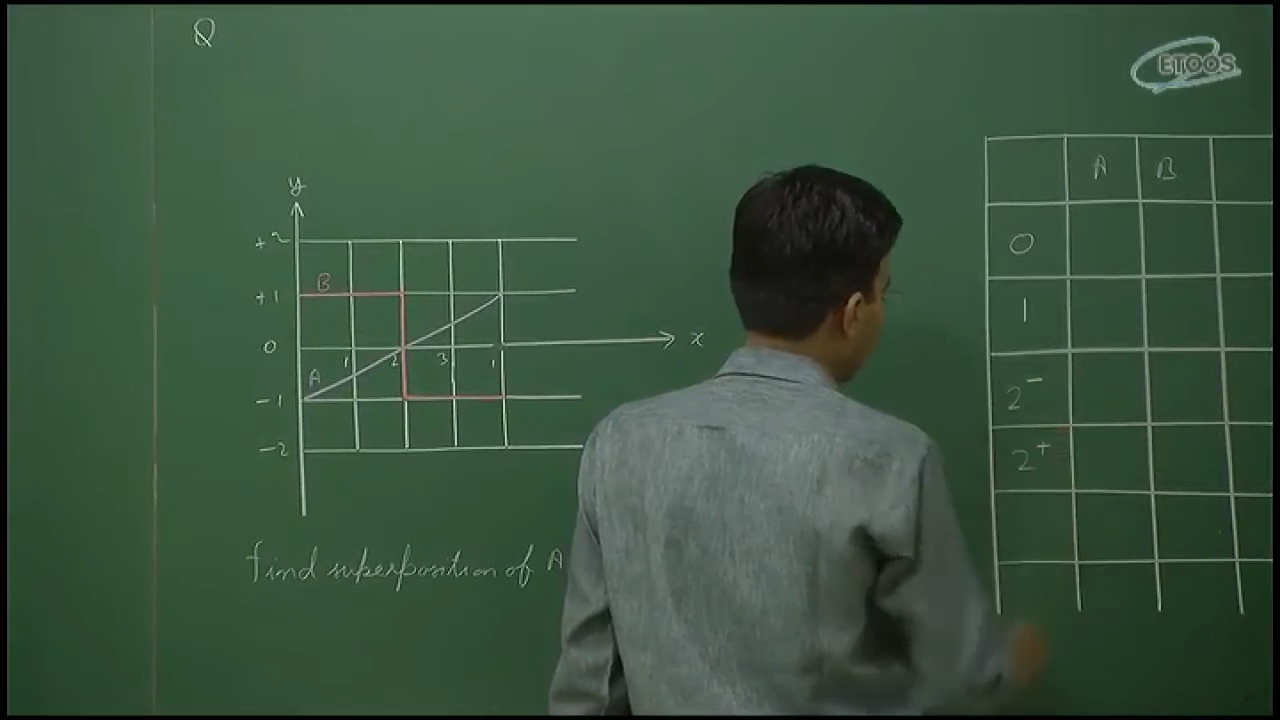 Q
ETOOS
y
+2
B
+1
0
1 2 3
x
A
-1
-2
find superposition of A
A B
0
1
2⁻
2⁺